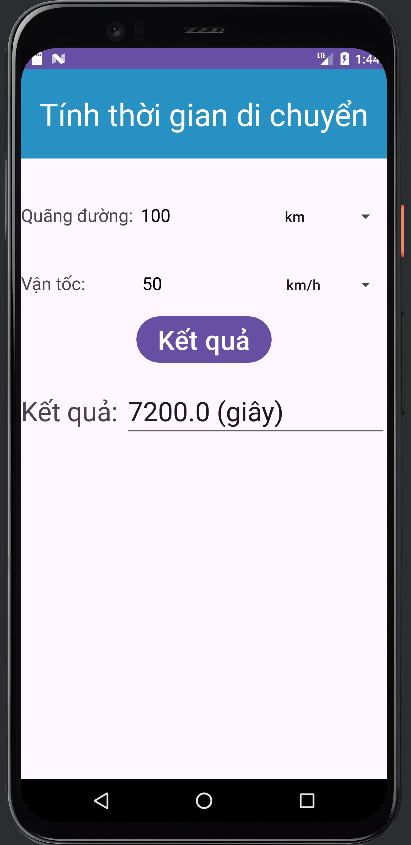 LTE 1:44
Tính thời gian di chuyển
Quãng đường: 100 km
Vận tốc: 50 km/h
Kết quả
Kết quả: 7200.0 (giây)